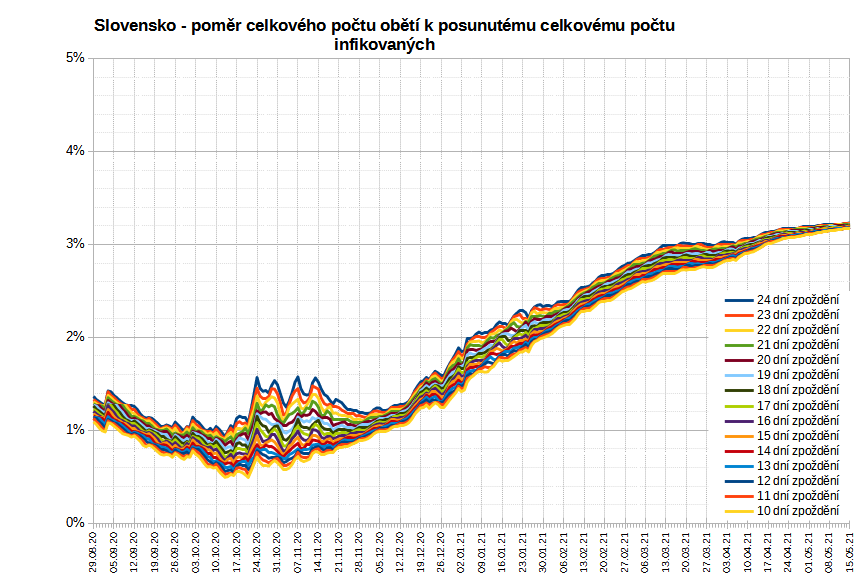 Slovensko - poměr celkového počtu obětí k posunutému celkovému počtu
infikovaných
5%
4%
3%
2%
1%
0%
24 dní zpoždění
23 dní zpoždění
22 dní zpoždění
21 dní zpoždění
20 dní zpoždění
19 dní zpoždění
18 dní zpoždění
17 dní zpoždění
16 dní zpoždění
15 dní zpoždění
14 dní zpoždění
13 dní zpoždění
12 dní zpoždění
11 dní zpoždění
10 dní zpoždění
29.08.20
05.09.20
12.09.20
19.09.20
26.09.20
03.10.20
10.10.20
17.10.20
24.10.20
31.10.20
07.11.20
14.11.20
21.11.20
28.11.20
05.12.20
12.12.20
19.12.20
26.12.20
02.01.21
09.01.21
16.01.21
23.01.21
30.01.21
06.02.21
13.02.21
20.02.21
27.02.21
06.03.21
13.03.21
20.03.21
27.03.21
03.04.21
10.04.21
17.04.21
24.04.21
01.05.21
08.05.21
15.05.21